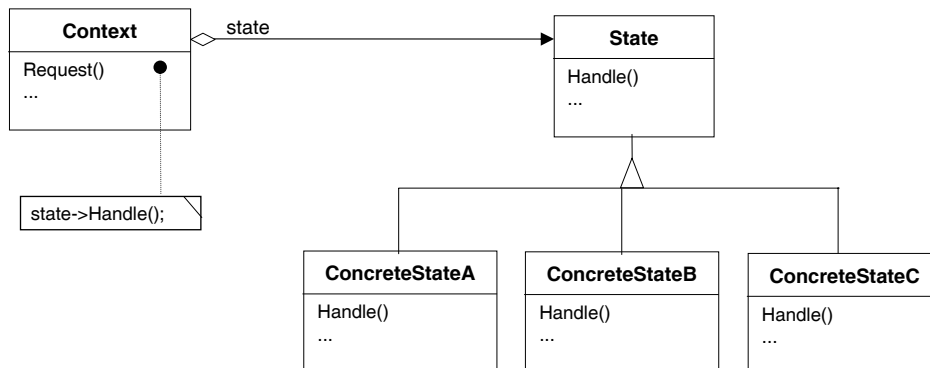 Context
Request()
...
state
State
Handle()
...
state->Handle();
ConcreteStateA
Handle()
...
ConcreteStateB
Handle()
...
ConcreteStateC
Handle()
...